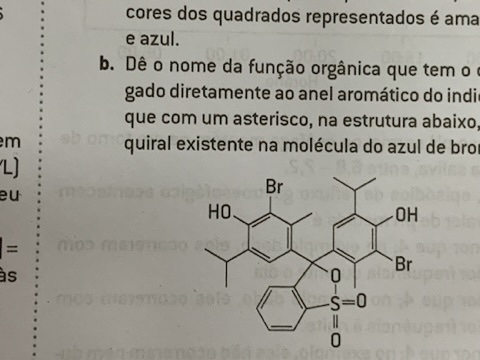 cores dos quadrados representados é ama
e azul.
b. Dê o nome da função orgânica que tem o
gado diretamente ao anel aromático do indi
que com um asterisco, na estrutura abaixo,
quiral existente na molécula do azul de bro
em
/L)
eu
=
às
Br
HO
OH
Br
O
S=O
O